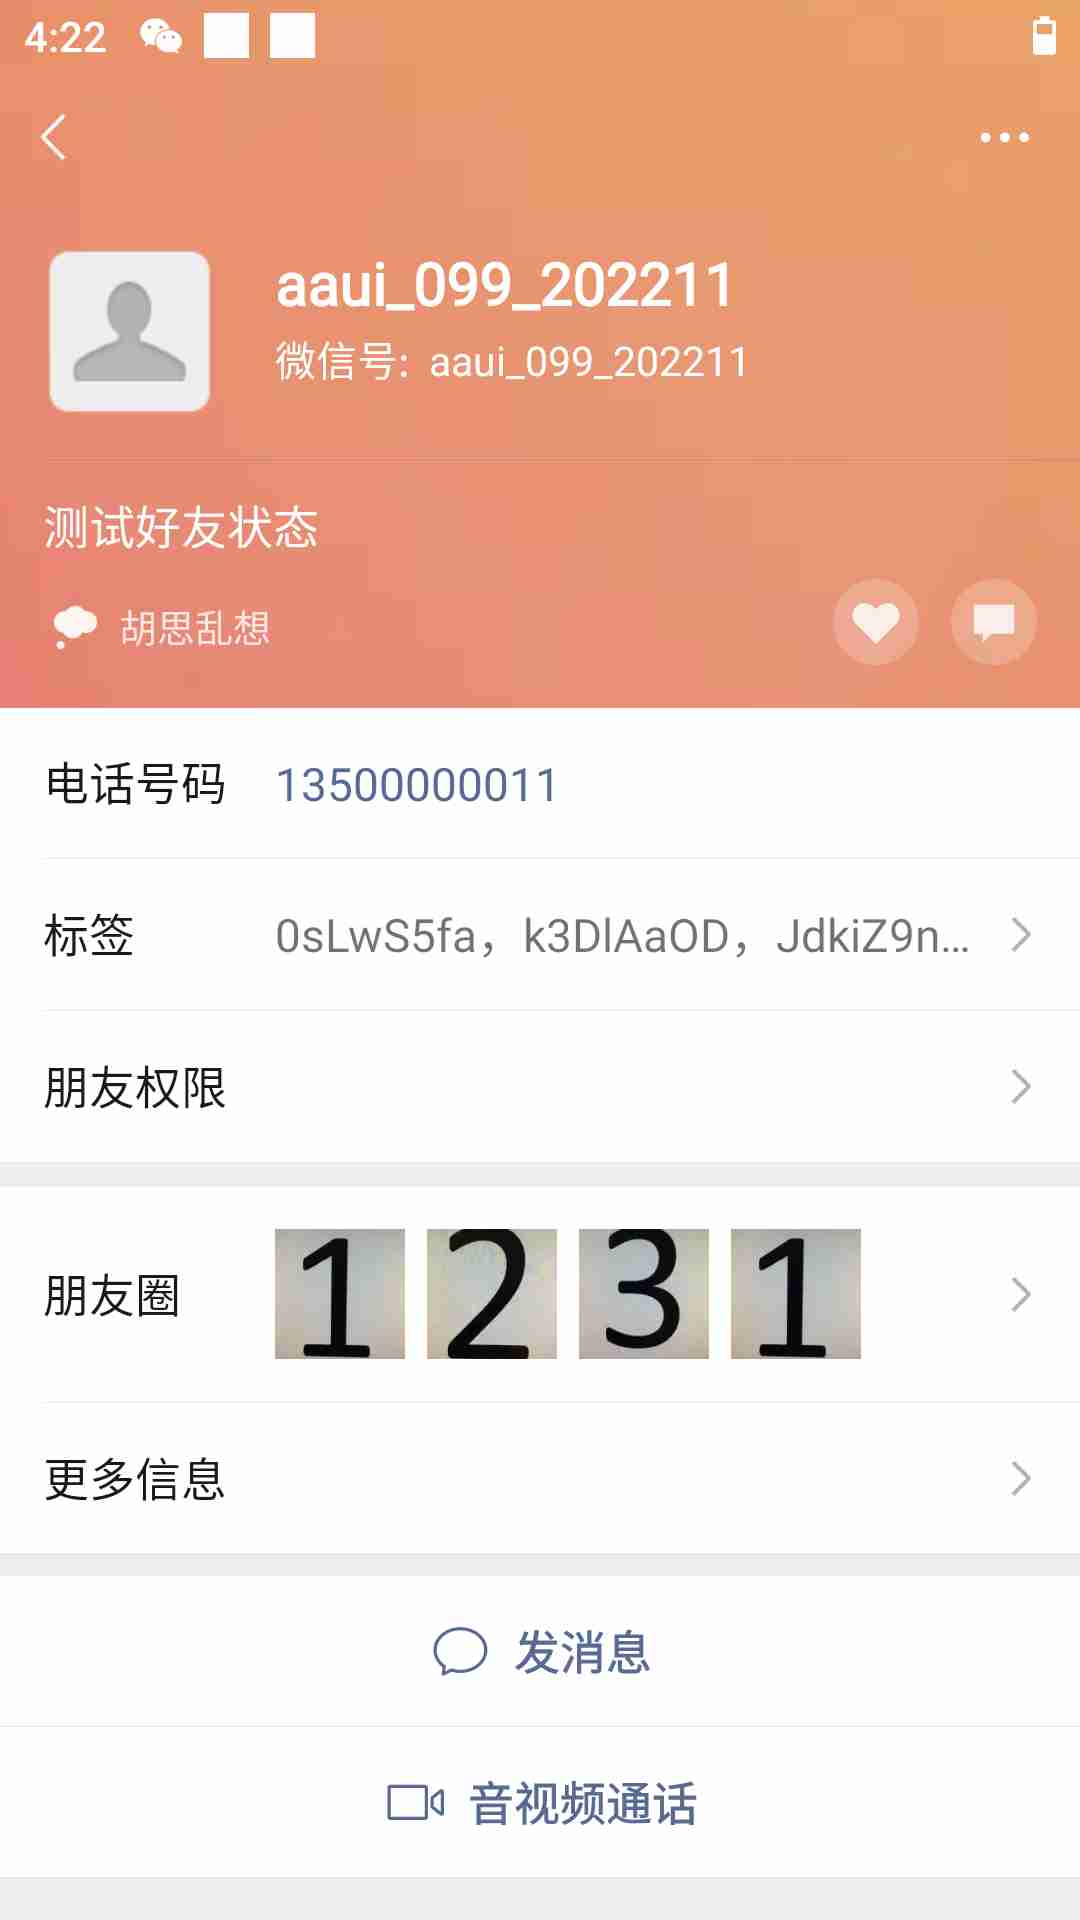 4:22
aaui_099_202211
微信号: aaui_099_202211
测试好友状态
胡思乱想
电话号码 13500000011
标签 0sLwS5fa，k3DlAaOD，JdkiZ9n...
朋友权限
朋友圈 1 2 3 1
更多信息
发消息
音视频通话